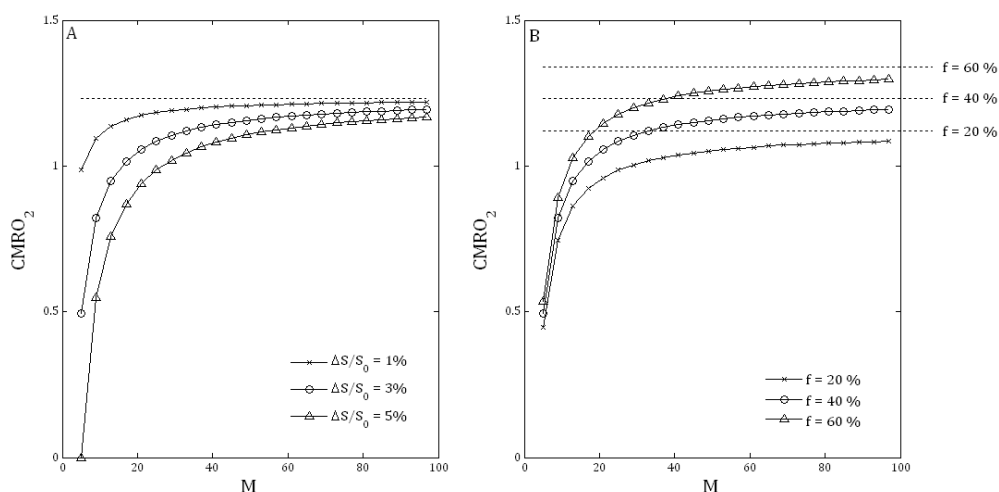 A
1.5
1
0.5
0
CMRO2
0 20 40 60 80 100
M
ΔS/S0 = 1%
ΔS/S0 = 3%
ΔS/S0 = 5%
B
1.5
1
0.5
0
CMRO2
0 20 40 60 80 100
M
f = 60 %
f = 40 %
f = 20 %
f = 20 %
f = 40 %
f = 60 %